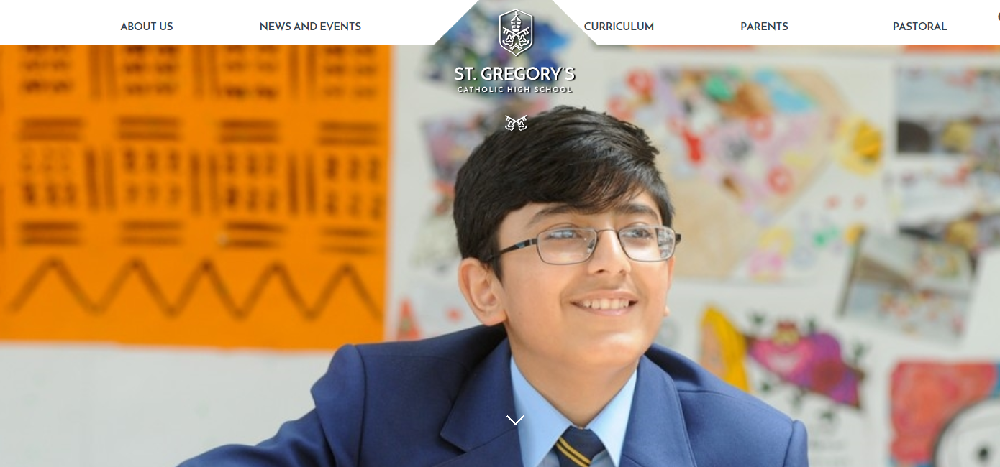 ABOUT US
NEWS AND EVENTS
CURRICULUM
PARENTS
PASTORAL
ST. GREGORY'S
CATHOLIC HIGH SCHOOL